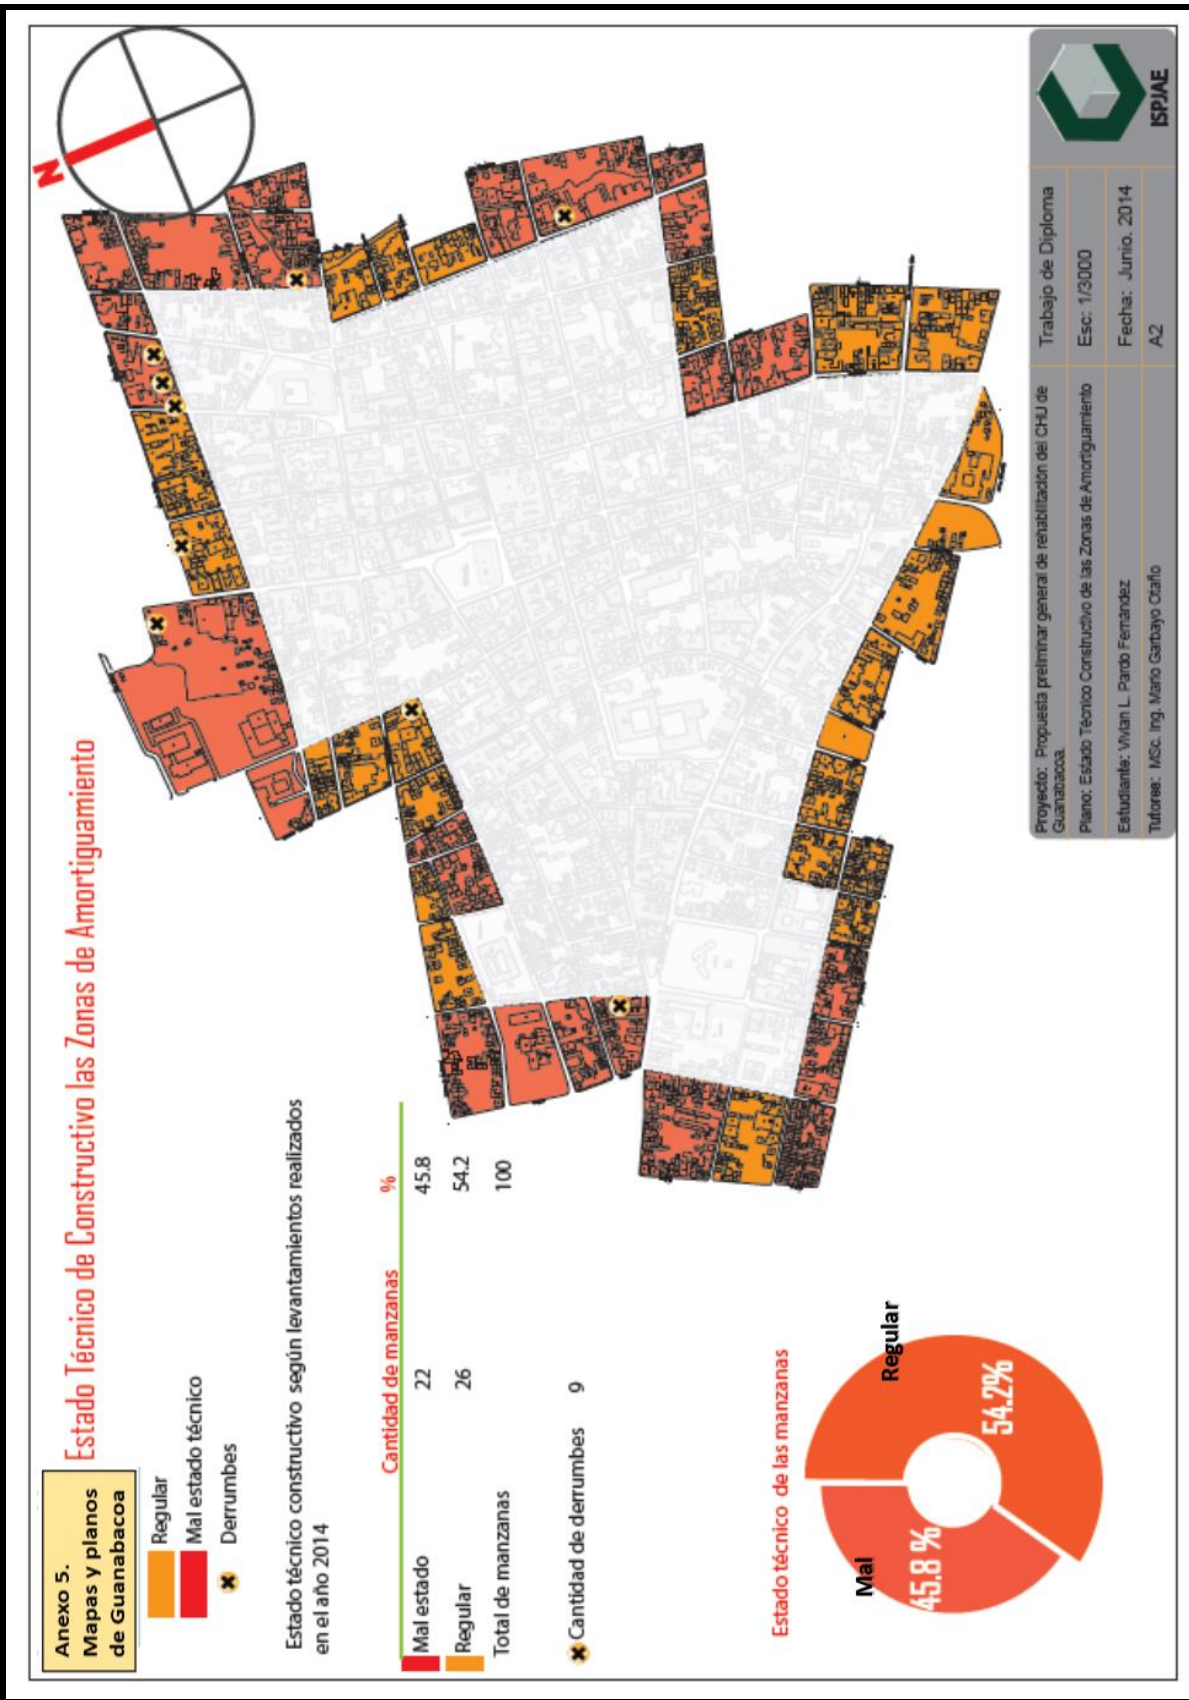 Anexo 5.
Mapas y planos
de Guanabacoa
Estado Técnico de Constructivo las Zonas de Amortiguamiento
N
Regular
Mal estado técnico
Derrumbes
Estado técnico constructivo según levantamientos realizados
en el año 2014
Cantidad de manzanas %
Mal estado 22 45.8
Regular 26 54.2
Total de manzanas 100
Cantidad de derrumbes 9
Estado técnico de las manzanas
Mal
45.8 %
Regular
54.2%
Proyecto: Propuesta preliminar general de rehabilitación del CHU de
Guanabacoa.
Trabajo de Diploma
Plano: Estado Técnico Constructivo de las Zonas de Amortiguamiento
Esc: 1/3000
Estudiante: Vivian L. Pardo Fernández
Fecha: Junio. 2014
Tutores: MSc. Ing. Mario Garbayo Otaño
A2
ISPJAE